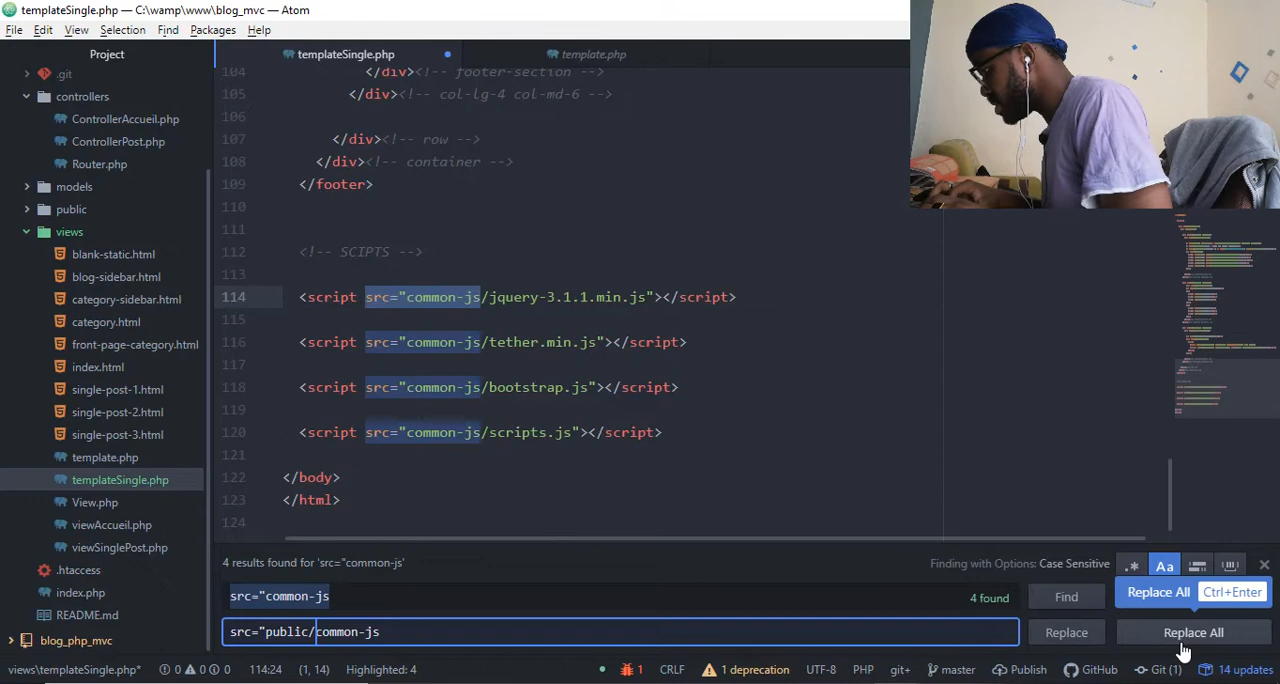 templateSingle.php — C:\wamp\www\blog_mvc — Atom
File Edit View Selection Find Packages Help
Project
templateSingle.php
template.php
.git
controllers
ControllerAccueil.php
ControllerPost.php
Router.php
models
public
views
blank-static.html
blog-sidebar.html
category-sidebar.html
category.html
front-page-category.html
index.html
single-post-1.html
single-post-2.html
single-post-3.html
template.php
templateSingle.php
View.php
viewAccueil.php
viewSinglePost.php
.htaccess
index.php
README.md
blog_php_mvc
104 </div><!-- footer-section -->
105 </div><!-- col-lg-4 col-md-6 -->
106
107 </div><!-- row -->
108 </div><!-- container -->
109 </footer>
110
111
112 <!-- SCIPTS -->
113
114 <script src="common-js/jquery-3.1.1.min.js"></script>
115
116 <script src="common-js/tether.min.js"></script>
117
118 <script src="common-js/bootstrap.js"></script>
119
120 <script src="common-js/scripts.js"></script>
121
122 </body>
123 </html>
124
4 results found for 'src="common-js'
Finding with Options: Case Sensitive
.* Aa
src="common-js
4 found
Find
Replace All Ctrl+Enter
src="public/common-js
Replace
Replace All
views\templateSingle.php* 0 0 0 114:24 (1, 14) Highlighted: 4
1 1 deprecation CRLF UTF-8 PHP git+ master Publish GitHub Git (1) 14 updates